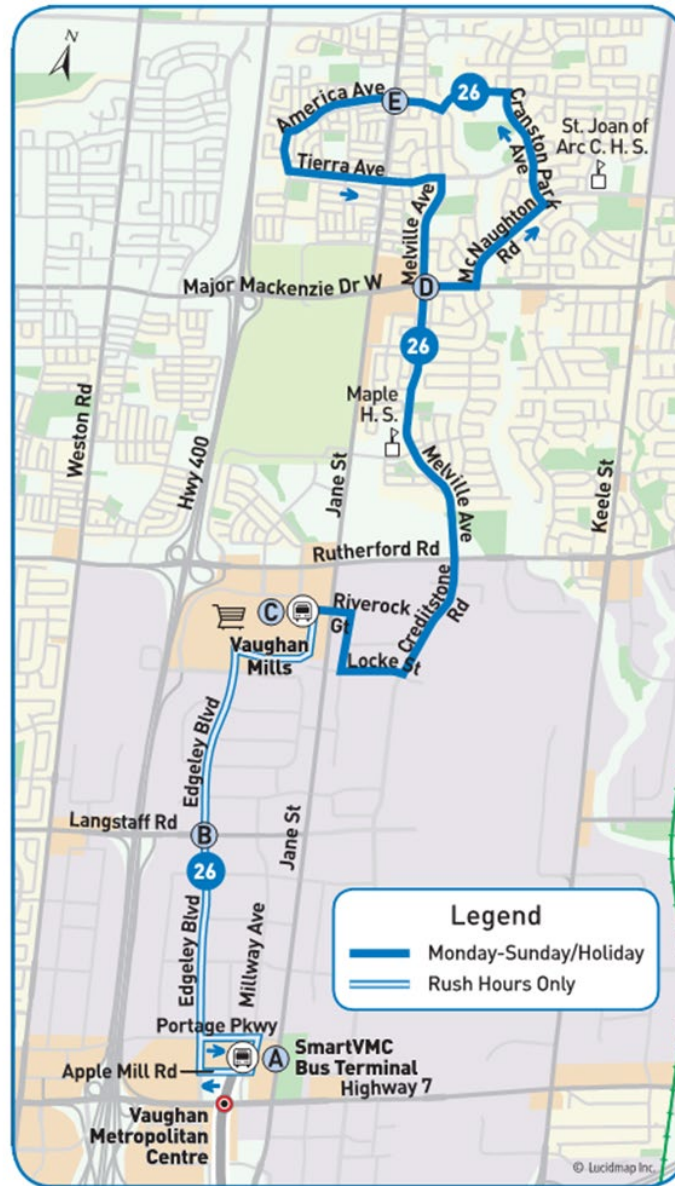 N
America Ave
E
26
Cranston Park
Ave
St. Joan of
Arc C. H. S.
Tierra Ave
Melville Ave
McNaughton
Rd
Major Mackenzie Dr W
D
26
Maple
H. S.
Weston Rd
Hwy 400
Jane St
Melville Ave
Keele St
Rutherford Rd
C
Riverock
Gt
Creditstone
Rd
Vaughan
Mills
Locke St
Edgeley Blvd
Langstaff Rd
B
Jane St
26
Edgeley Blvd
Millway Ave
Legend
Monday-Sunday/Holiday
Rush Hours Only
Portage Pkwy
A
SmartVMC
Bus Terminal
Apple Mill Rd
Highway 7
Vaughan
Metropolitan
Centre
© Lucidmap Inc.